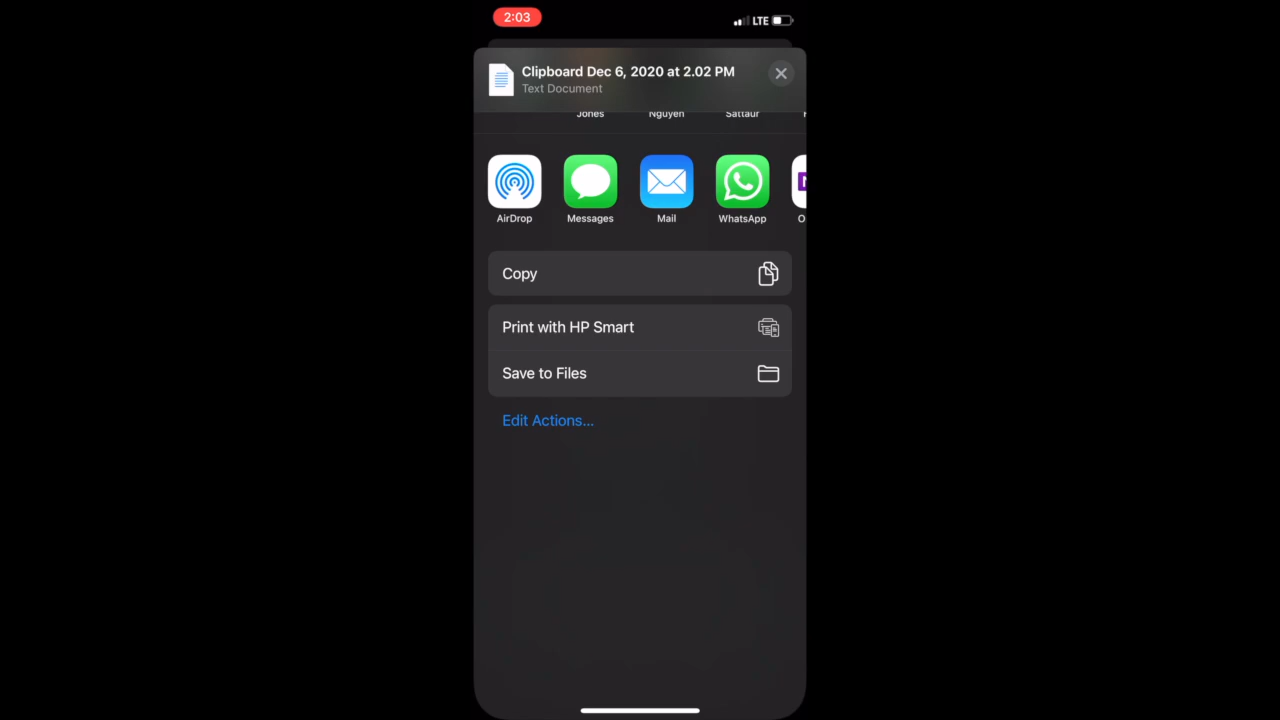 2:03
LTE
Clipboard Dec 6, 2020 at 2.02 PM
Text Document
Jones Nguyen Sattaur
AirDrop Messages Mail WhatsApp
Copy
Print with HP Smart
Save to Files
Edit Actions...